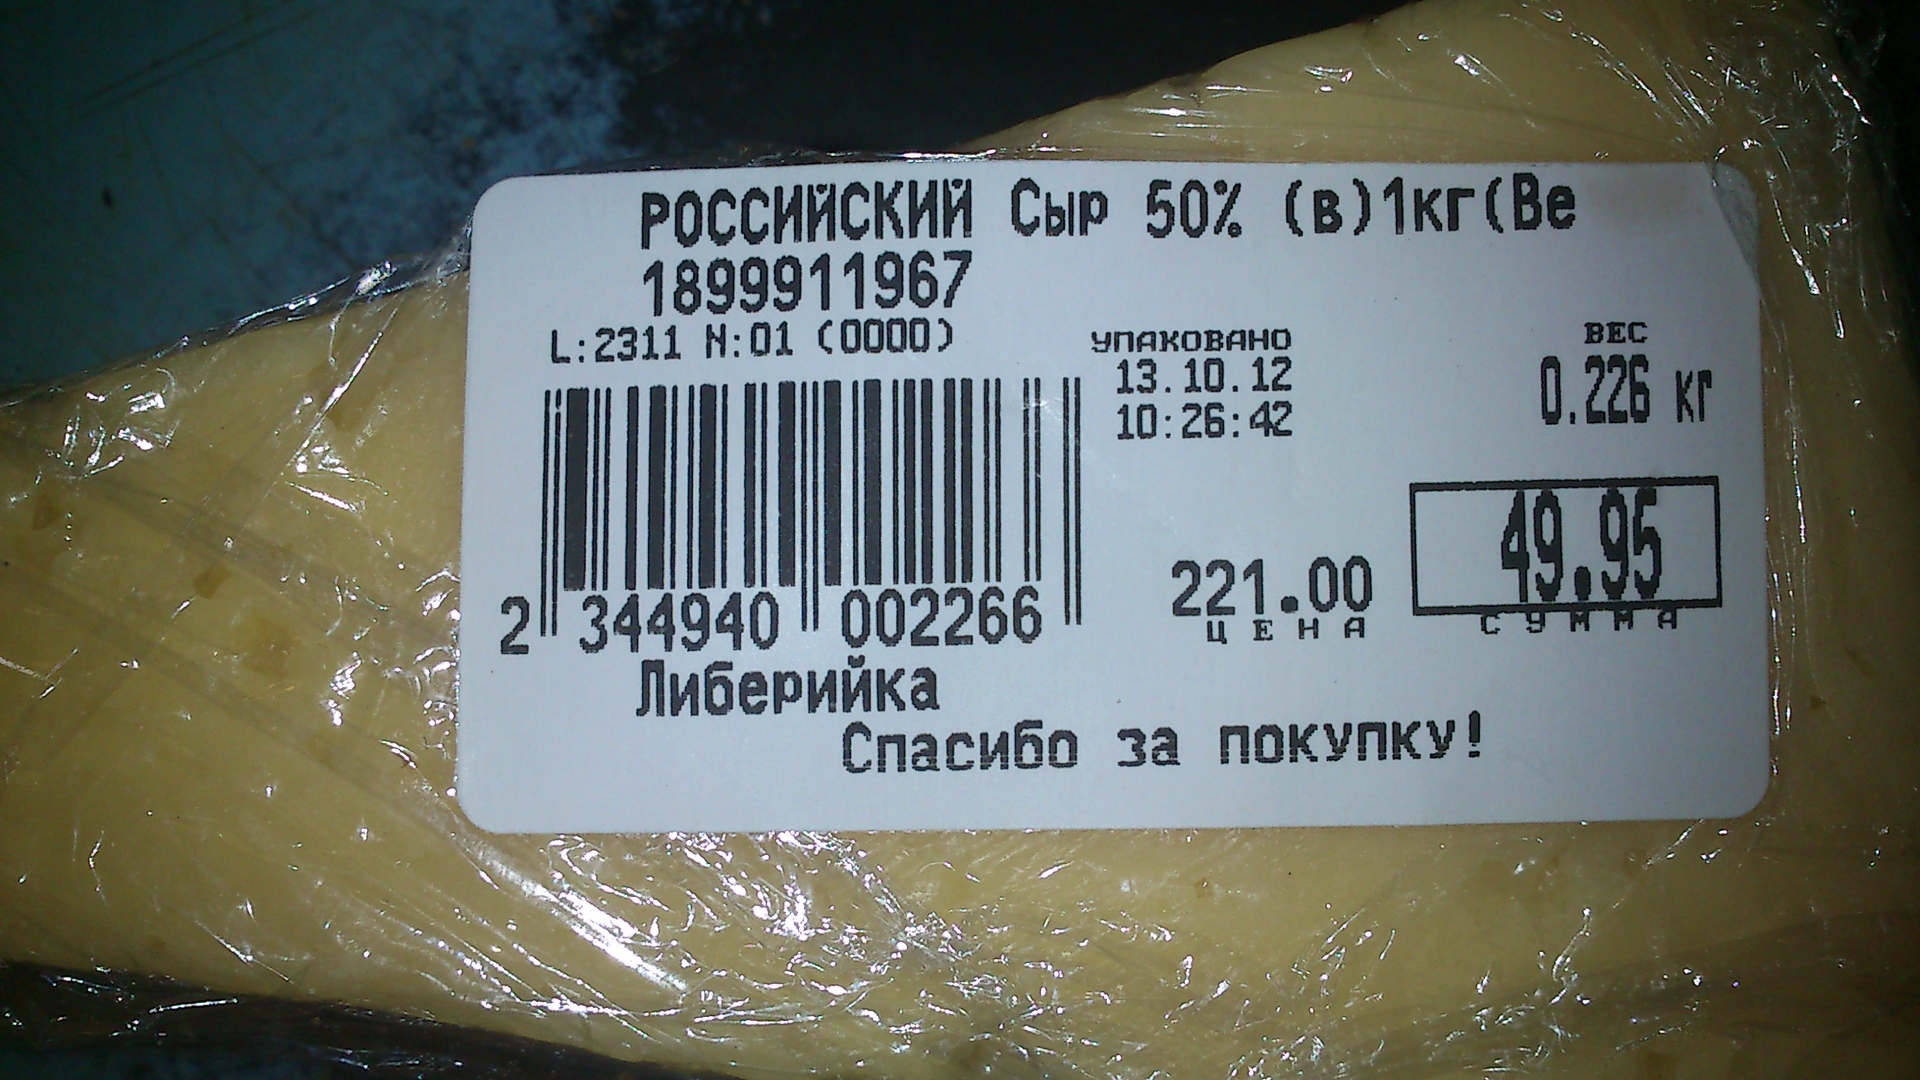 РОССИЙСКИЙ Сыр 50% (в)1кг(Ве
1899911967
L:2311 N:01 (0000)
УПАКОВАНО
13.10.12
10:26:42
ВЕС
0.226 кг
2 344940 002266
221.00
ЦЕНА
49.95
СУММА
Либерийка
Спасибо за покупку!